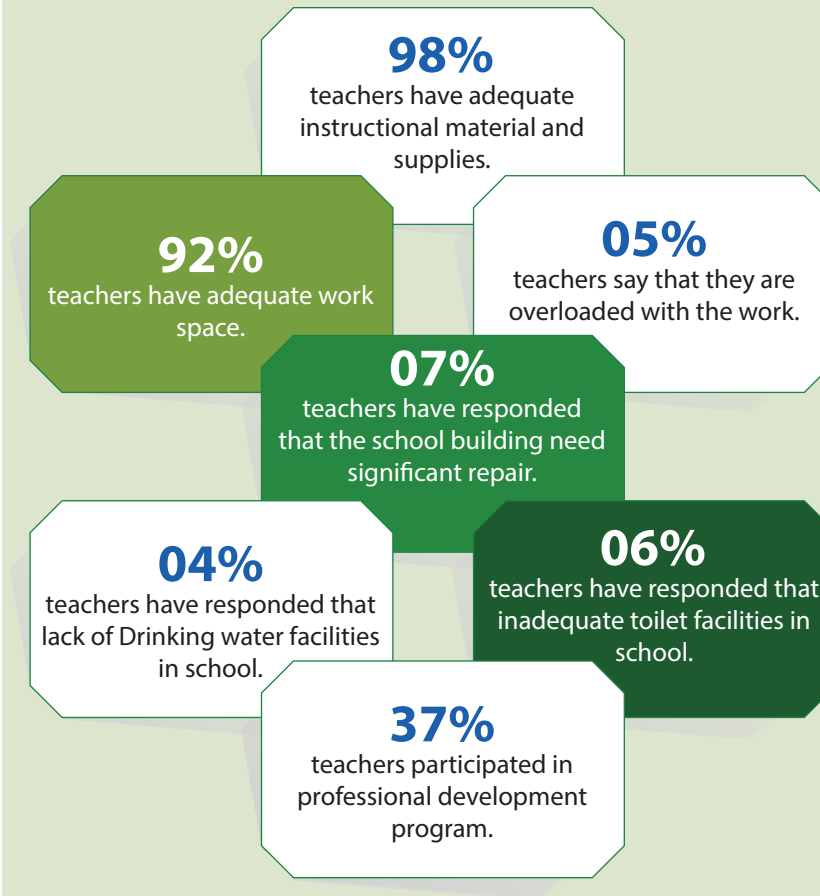 98%
teachers have adequate
instructional material and
supplies.
92%
teachers have adequate work
space.
05%
teachers say that they are
overloaded with the work.
07%
teachers have responded
that the school building need
significant repair.
04%
teachers have responded that
lack of Drinking water facilities
in school.
06%
teachers have responded that
inadequate toilet facilities in
school.
37%
teachers participated in
professional development
program.